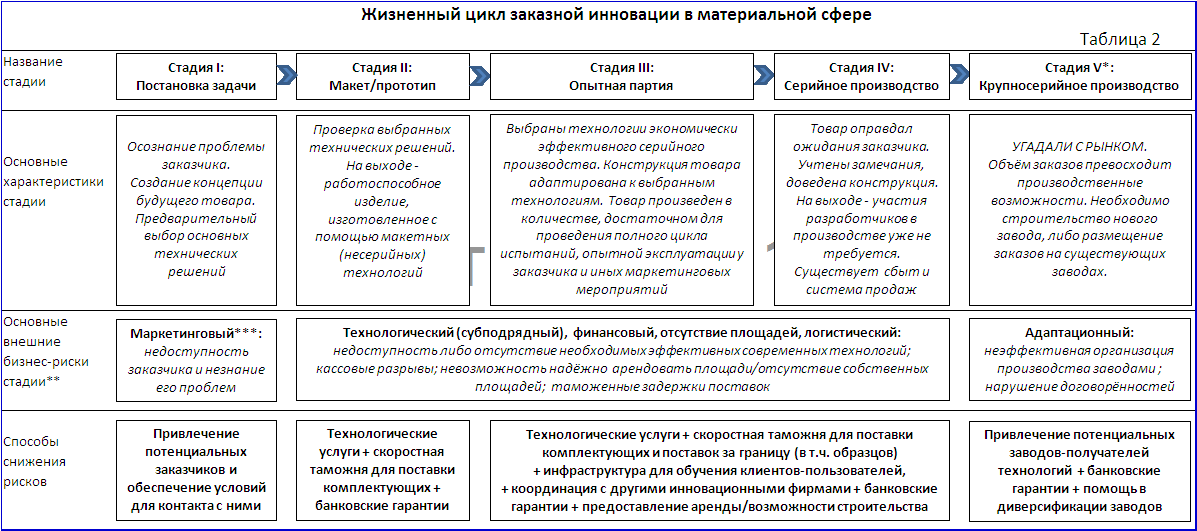 Жизненный цикл заказной инновации в материальной сфере
Таблица 2
Название
стадии
Стадия I:
Постановка задачи
Стадия II:
Макет/прототип
Стадия III:
Опытная партия
Стадия IV:
Серийное производство
Стадия V*:
Крупносерийное производство
Основные
характеристики
стадии
Осознание проблемы
заказчика.
Создание концепции
будущего товара.
Предварительный
выбор основных
технических
решений
Проверка выбранных
технических решений.
На выходе -
работоспособное
изделие,
изготовленное с
помощью макетных
(несерийных)
технологий
Выбраны технологии экономически
эффективного серийного
производства. Конструкция товара
адаптирована к выбранным
технологиям. Товар произведен в
количестве, достаточном для
проведения полного цикла
испытаний, опытной эксплуатации у
заказчика и иных маркетинговых
мероприятий
Товар оправдал
ожидания заказчика.
Учтены замечания,
доведена конструкция.
На выходе - участия
разработчиков в
производстве уже не
требуется.
Существует сбыт и
система продаж
УГАДАЛИ С РЫНКОМ.
Объём заказов превосходит
производственные
возможности. Необходимо
строительство нового
завода, либо размещение
заказов на существующих
заводах.
Основные
внешние
бизнес-риски
стадии**
Маркетинговый***:
недоступность
заказчика и незнание
его проблем
Технологический (субподрядный), финансовый, отсутствие площадей, логистический:
недоступность либо отсутствие необходимых эффективных современных технологий;
кассовые разрывы; невозможность надёжно арендовать площади/отсутствие собственных
площадей; таможенные задержки поставок
Адаптационный:
неэффективная организация
производства заводами ;
нарушение договорённостей
Способы
снижения
рисков
Привлечение
потенциальных
заказчиков и
обеспечение условий
для контакта с ними
Технологические
услуги + скоростная
таможня для поставки
комплектующих +
банковские гарантии
Технологические услуги + скоростная таможня для поставки
комплектующих и поставок за границу (в т.ч. образцов)
+ инфраструктура для обучения клиентов-пользователей,
+ координация с другими инновационными фирмами + банковские
гарантии + предоставление аренды/возможности строительства
Привлечение потенциальных
заводов-получателей
технологий + банковские
гарантии + помощь в
диверсификации заводов